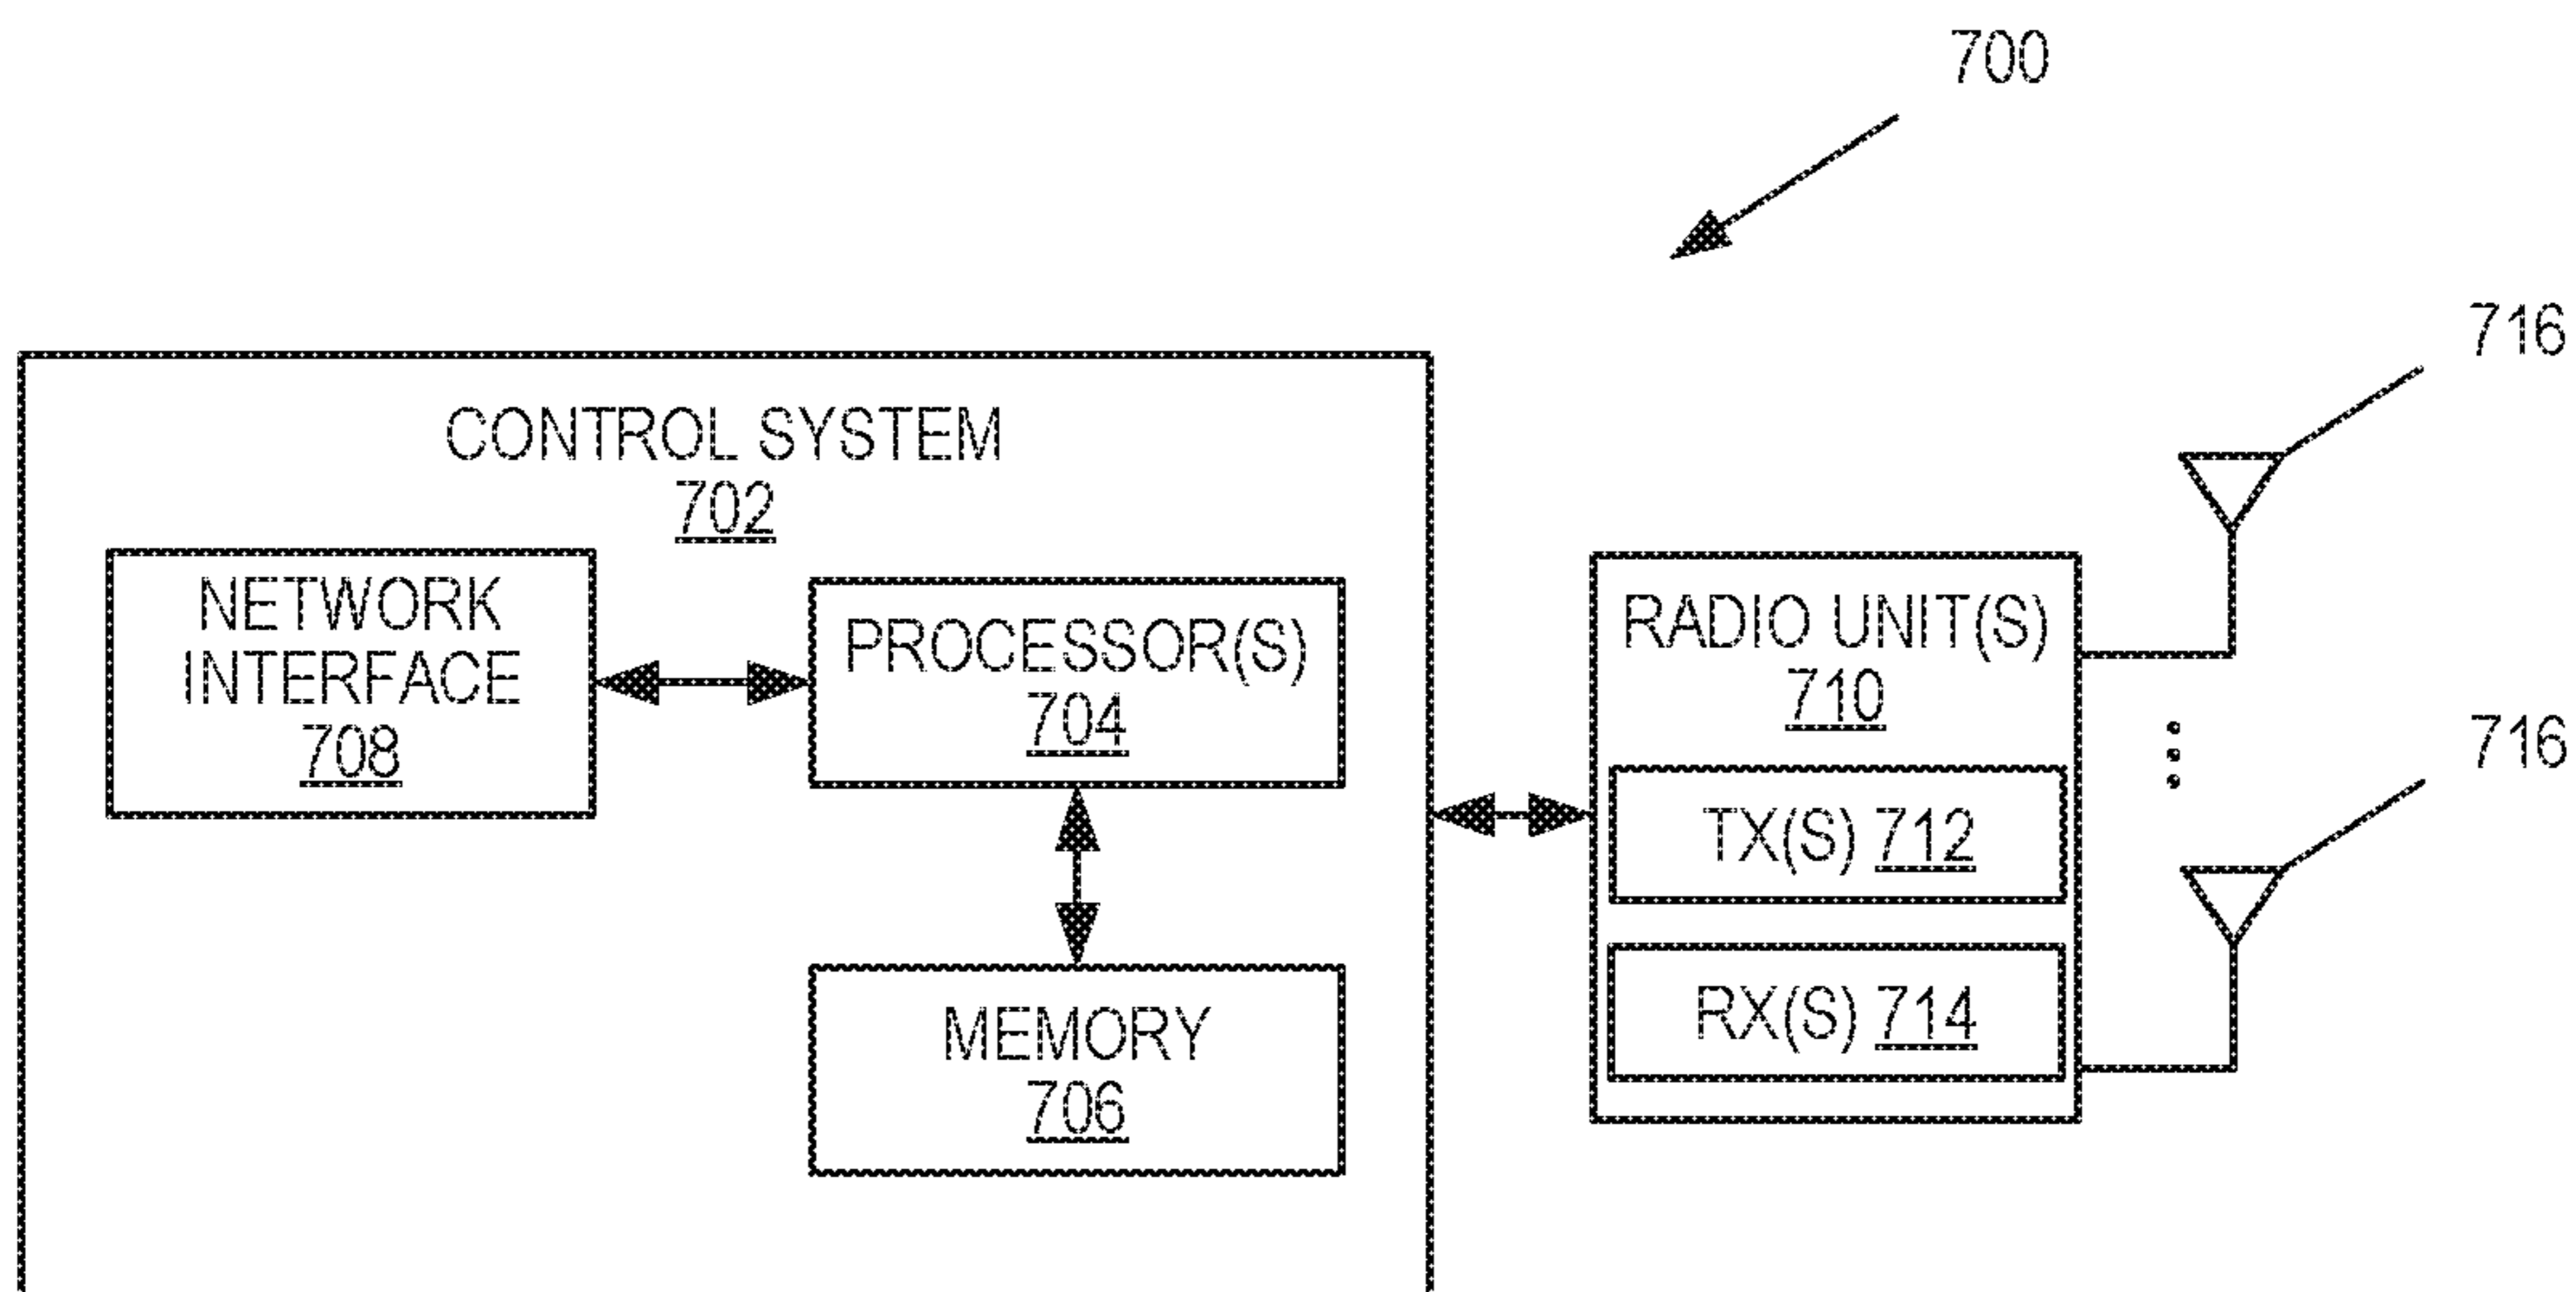 700
716
CONTROL SYSTEM
702
NETWORK
INTERFACE
708
PROCESSOR(S)
704
MEMORY
706
RADIO UNIT(S)
710
TX(S) 712
RX(S) 714
716